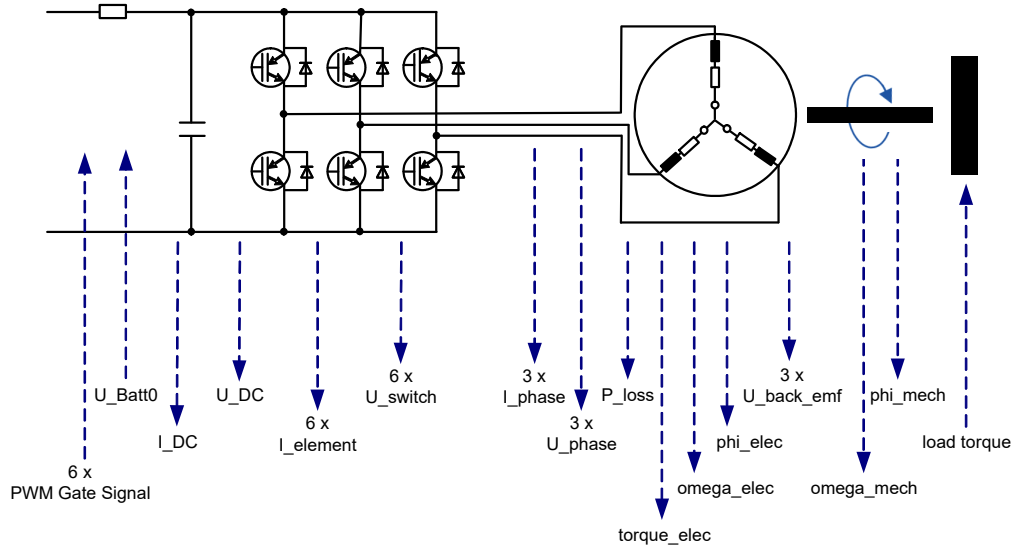 U_Batt0
U_DC
6 x
U_switch
3 x
I_phase
P_loss
3 x
U_back_emf
phi_mech
I_DC
6 x
I_element
3 x
U_phase
phi_elec
load torque
6 x
PWM Gate Signal
omega_elec
omega_mech
torque_elec